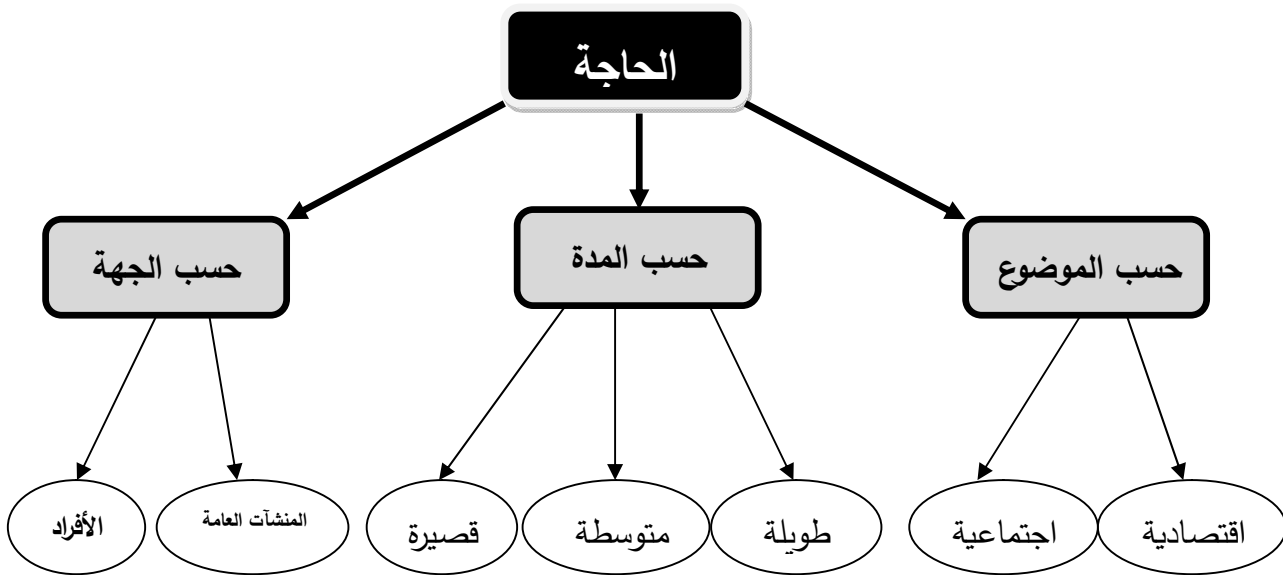 الحاجة
حسب الموضوع
حسب المدة
حسب الجهة
اقتصادية
اجتماعية
طويلة
متوسطة
قصيرة
المنشآت العامة
الأفراد